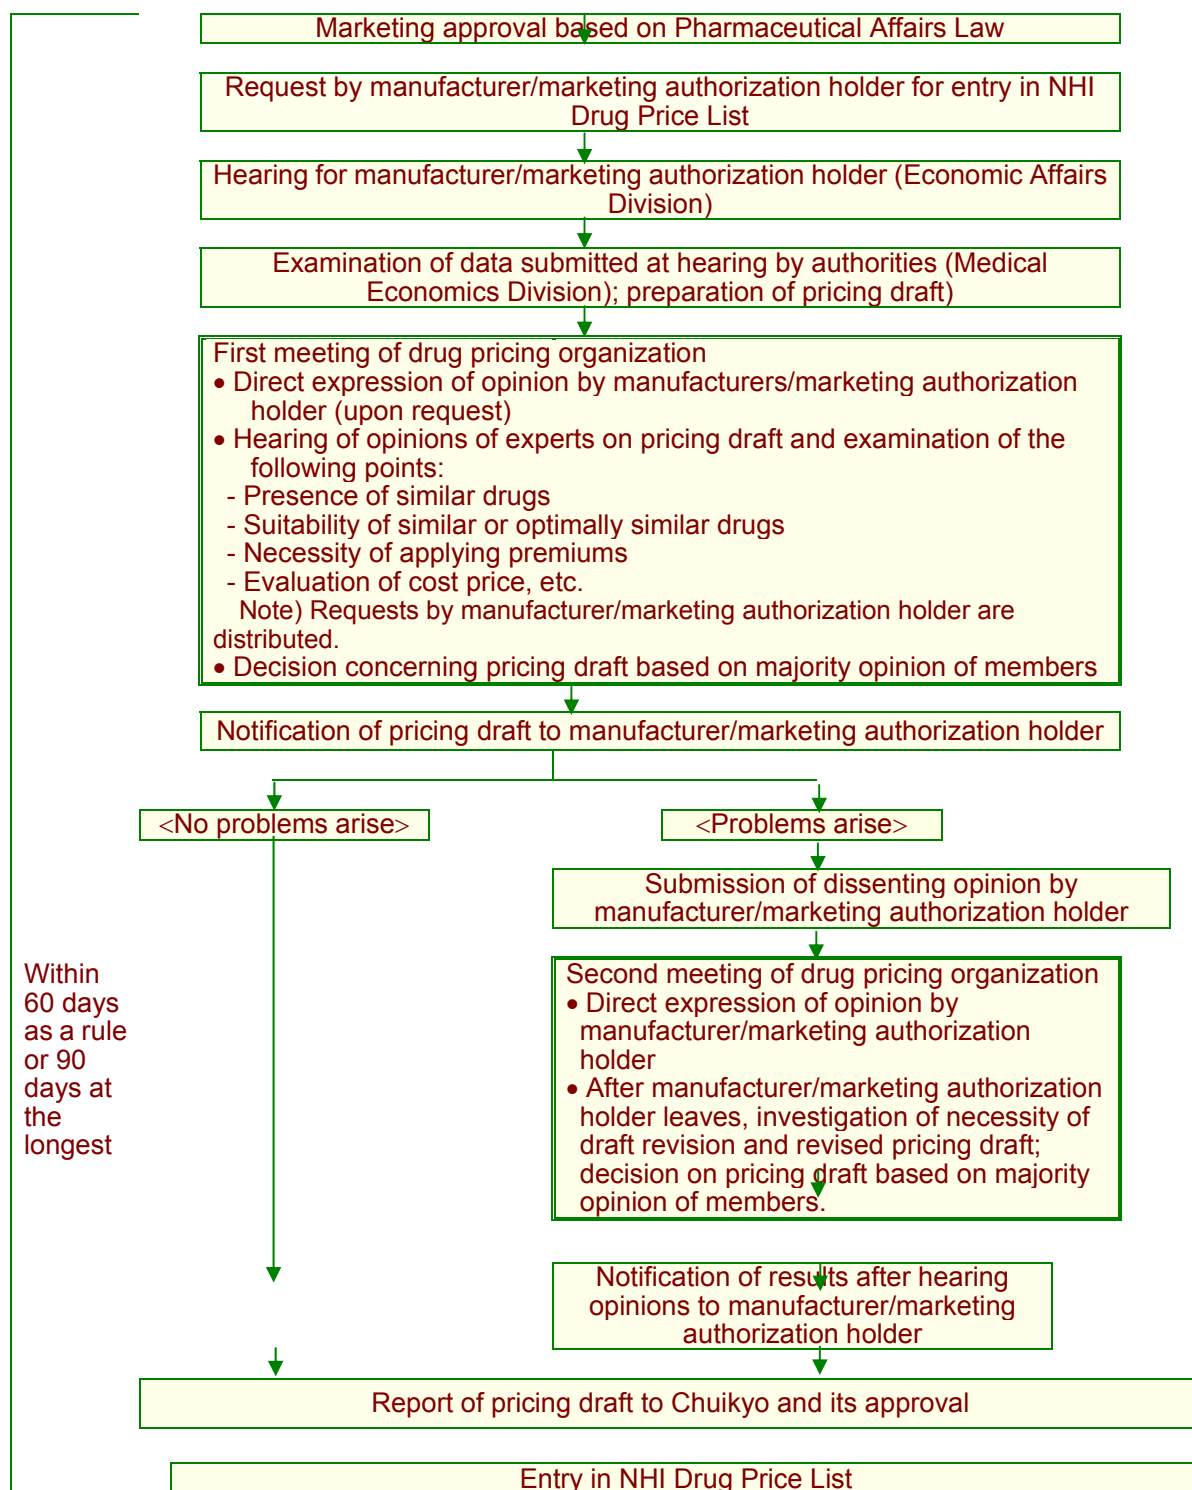 Marketing approval based on Pharmaceutical Affairs Law
Request by manufacturer/marketing authorization holder for entry in NHI
Drug Price List
Hearing for manufacturer/marketing authorization holder (Economic Affairs
Division)
Examination of data submitted at hearing by authorities (Medical
Economics Division); preparation of pricing draft)
First meeting of drug pricing organization
• Direct expression of opinion by manufacturers/marketing authorization
holder (upon request)
• Hearing of opinions of experts on pricing draft and examination of the
following points:
- Presence of similar drugs
- Suitability of similar or optimally similar drugs
- Necessity of applying premiums
- Evaluation of cost price, etc.
Note) Requests by manufacturer/marketing authorization holder are
distributed.
• Decision concerning pricing draft based on majority opinion of members
Notification of pricing draft to manufacturer/marketing authorization holder
<No problems arise>
<Problems arise>
Submission of dissenting opinion by
manufacturer/marketing authorization holder
Second meeting of drug pricing organization
• Direct expression of opinion by
manufacturer/marketing authorization
holder
• After manufacturer/marketing authorization
holder leaves, investigation of necessity of
draft revision and revised pricing draft;
decision on pricing draft based on majority
opinion of members.
Within
60 days
as a rule
or 90
days at
the
longest
Notification of results after hearing
opinions to manufacturer/marketing
authorization holder
Report of pricing draft to Chuikyo and its approval
Entry in NHI Drug Price List